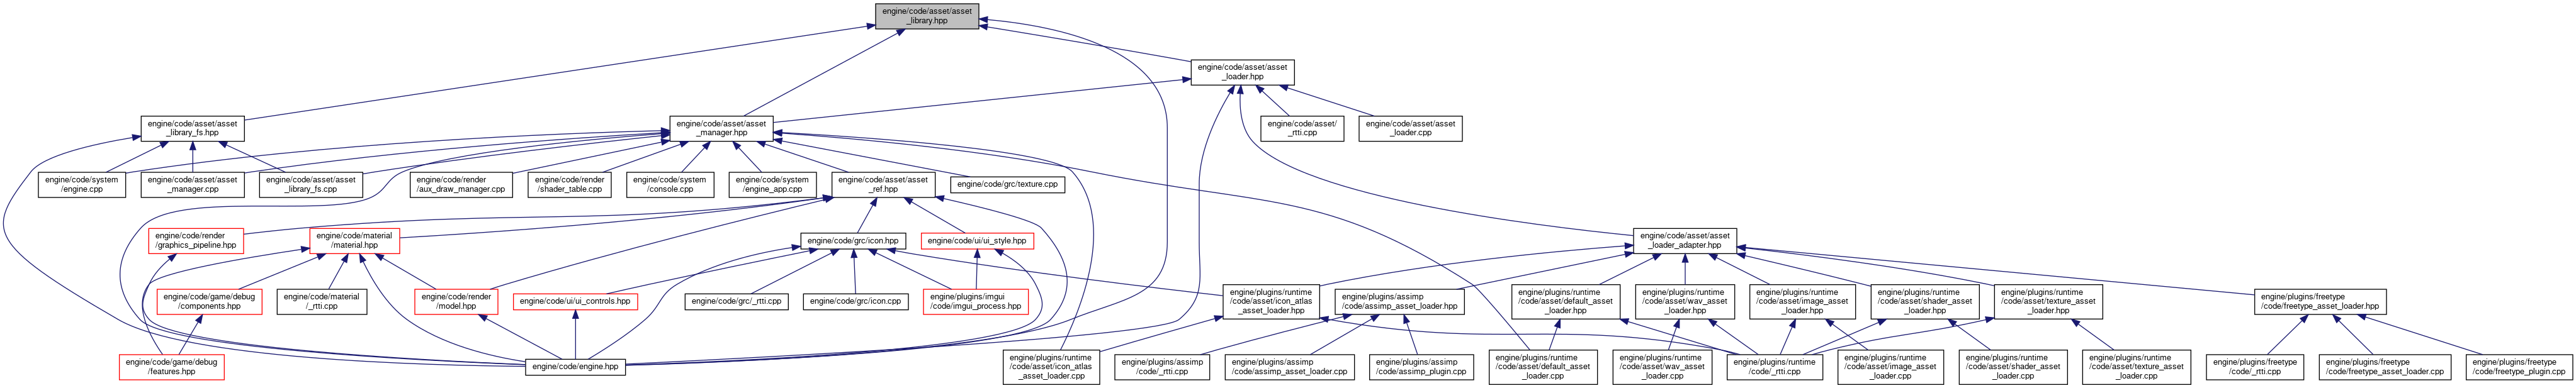 engine/code/asset/asset
_library.hpp
engine/code/asset/asset
_loader.hpp
engine/code/asset/asset
_library_fs.hpp
engine/code/asset/asset
_manager.hpp
engine/code/asset/
_rtti.cpp
engine/code/asset/asset
_loader.cpp
engine/code/system
/engine.cpp
engine/code/asset/asset
_manager.cpp
engine/code/asset/asset
_library_fs.cpp
engine/code/render
/aux_draw_manager.cpp
engine/code/render
/shader_table.cpp
engine/code/system
/console.cpp
engine/code/system
/engine_app.cpp
engine/code/asset/asset
_ref.hpp
engine/code/grc/texture.cpp
engine/code/render
/graphics_pipeline.hpp
engine/code/material
/material.hpp
engine/code/grc/icon.hpp
engine/code/ui/ui_style.hpp
engine/code/asset/asset
_loader_adapter.hpp
engine/code/game/debug
/components.hpp
engine/code/material
/_rtti.cpp
engine/code/render
/model.hpp
engine/code/ui/ui_controls.hpp
engine/code/grc/_rtti.cpp
engine/code/grc/icon.cpp
engine/plugins/imgui
/code/imgui_process.hpp
engine/plugins/runtime
/code/asset/icon_atlas
_asset_loader.hpp
engine/plugins/assimp
/code/assimp_asset_loader.hpp
engine/plugins/runtime
/code/asset/default_asset
_loader.hpp
engine/plugins/runtime
/code/asset/wav_asset
_loader.hpp
engine/plugins/runtime
/code/asset/image_asset
_loader.hpp
engine/plugins/runtime
/code/asset/shader_asset
_loader.hpp
engine/plugins/runtime
/code/asset/texture_asset
_loader.hpp
engine/plugins/freetype
/code/freetype_asset_loader.hpp
engine/code/game/debug
/features.hpp
engine/code/engine.hpp
engine/plugins/runtime
/code/asset/icon_atlas
_asset_loader.cpp
engine/plugins/assimp
/code/_rtti.cpp
engine/plugins/assimp
/code/assimp_asset_loader.cpp
engine/plugins/assimp
/code/assimp_plugin.cpp
engine/plugins/runtime
/code/asset/default_asset
_loader.cpp
engine/plugins/runtime
/code/asset/wav_asset
_loader.cpp
engine/plugins/runtime
/code/_rtti.cpp
engine/plugins/runtime
/code/asset/image_asset
_loader.cpp
engine/plugins/runtime
/code/asset/shader_asset
_loader.cpp
engine/plugins/runtime
/code/asset/texture_asset
_loader.cpp
engine/plugins/freetype
/code/_rtti.cpp
engine/plugins/freetype
/code/freetype_asset_loader.cpp
engine/plugins/freetype
/code/freetype_plugin.cpp